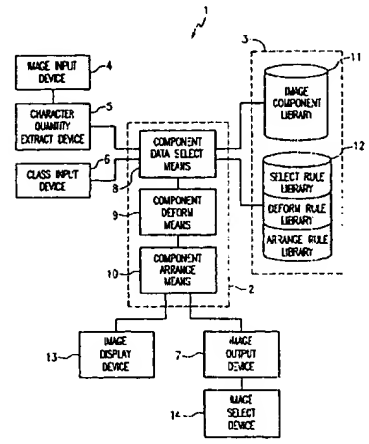 1
3
IMAGE INPUT
DEVICE
4
11
IMAGE
COMPONENT
LIBRARY
CHARACTER
QUANTITY
EXTRACT DEVICE
5
12
CLASS INPUT
DEVICE
6
COMPONENT
DATA SELECT
MEANS
8
SELECT RULE
LIBRARY
DEFORM RULE
LIBRARY
ARRANGE RULE
LIBRARY
COMPONENT
DEFORM MEANS
9
COMPONENT
ARRANGE
MEANS
10
2
IMAGE
DISPLAY
DEVICE
13
IMAGE
OUTPUT
DEVICE
7
IMAGE
SELECT DEVICE
14